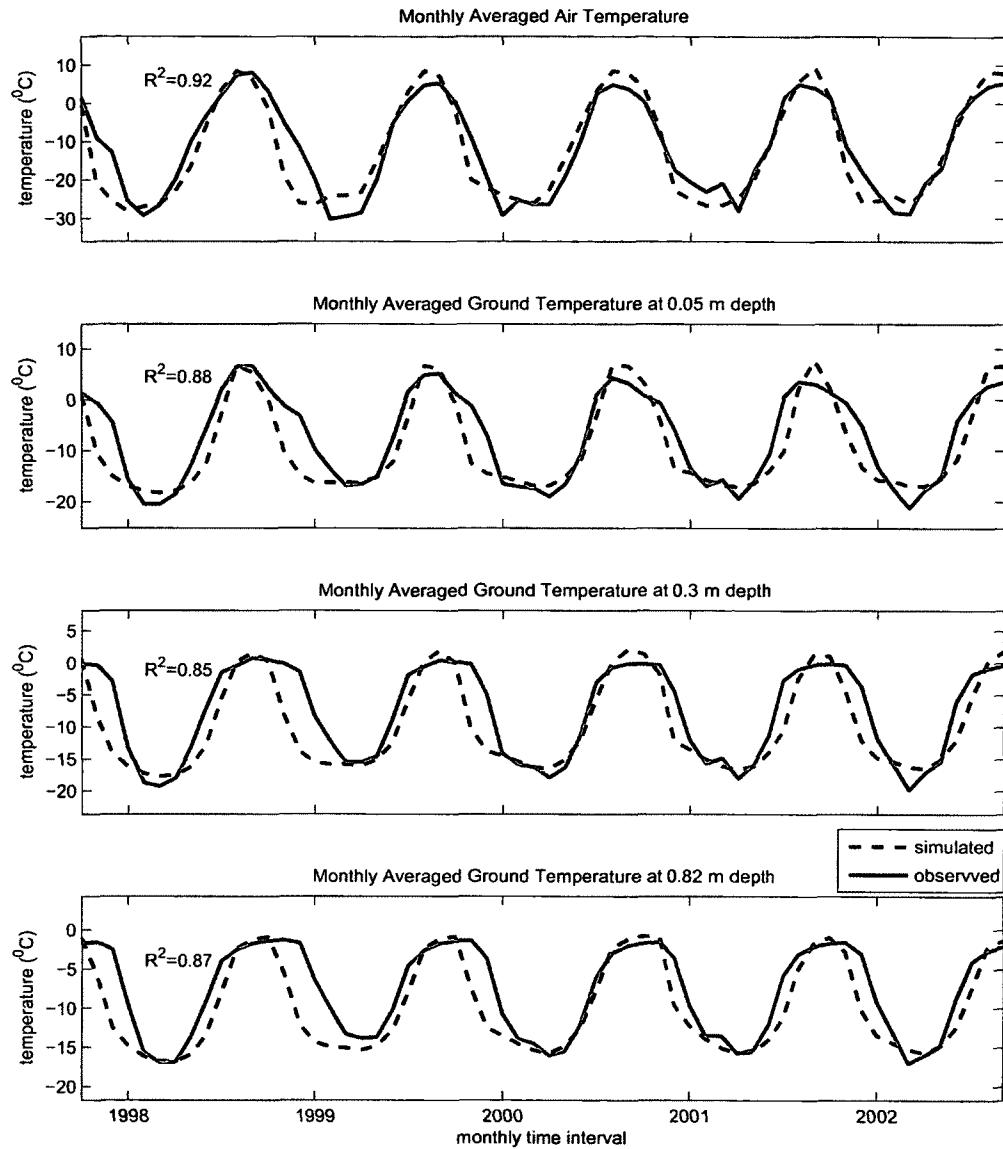 Monthly Averaged Air Temperature
temperature (⁰C)
10
0
−10
−20
−30
R²=0.92
Monthly Averaged Ground Temperature at 0.05 m depth
temperature (⁰C)
10
0
−10
−20
R²=0.88
Monthly Averaged Ground Temperature at 0.3 m depth
temperature (⁰C)
5
0
−5
−10
−15
−20
R²=0.85
simulated
observved
Monthly Averaged Ground Temperature at 0.82 m depth
temperature (⁰C)
0
−5
−10
−15
−20
R²=0.87
1998 1999 2000 2001 2002
monthly time interval